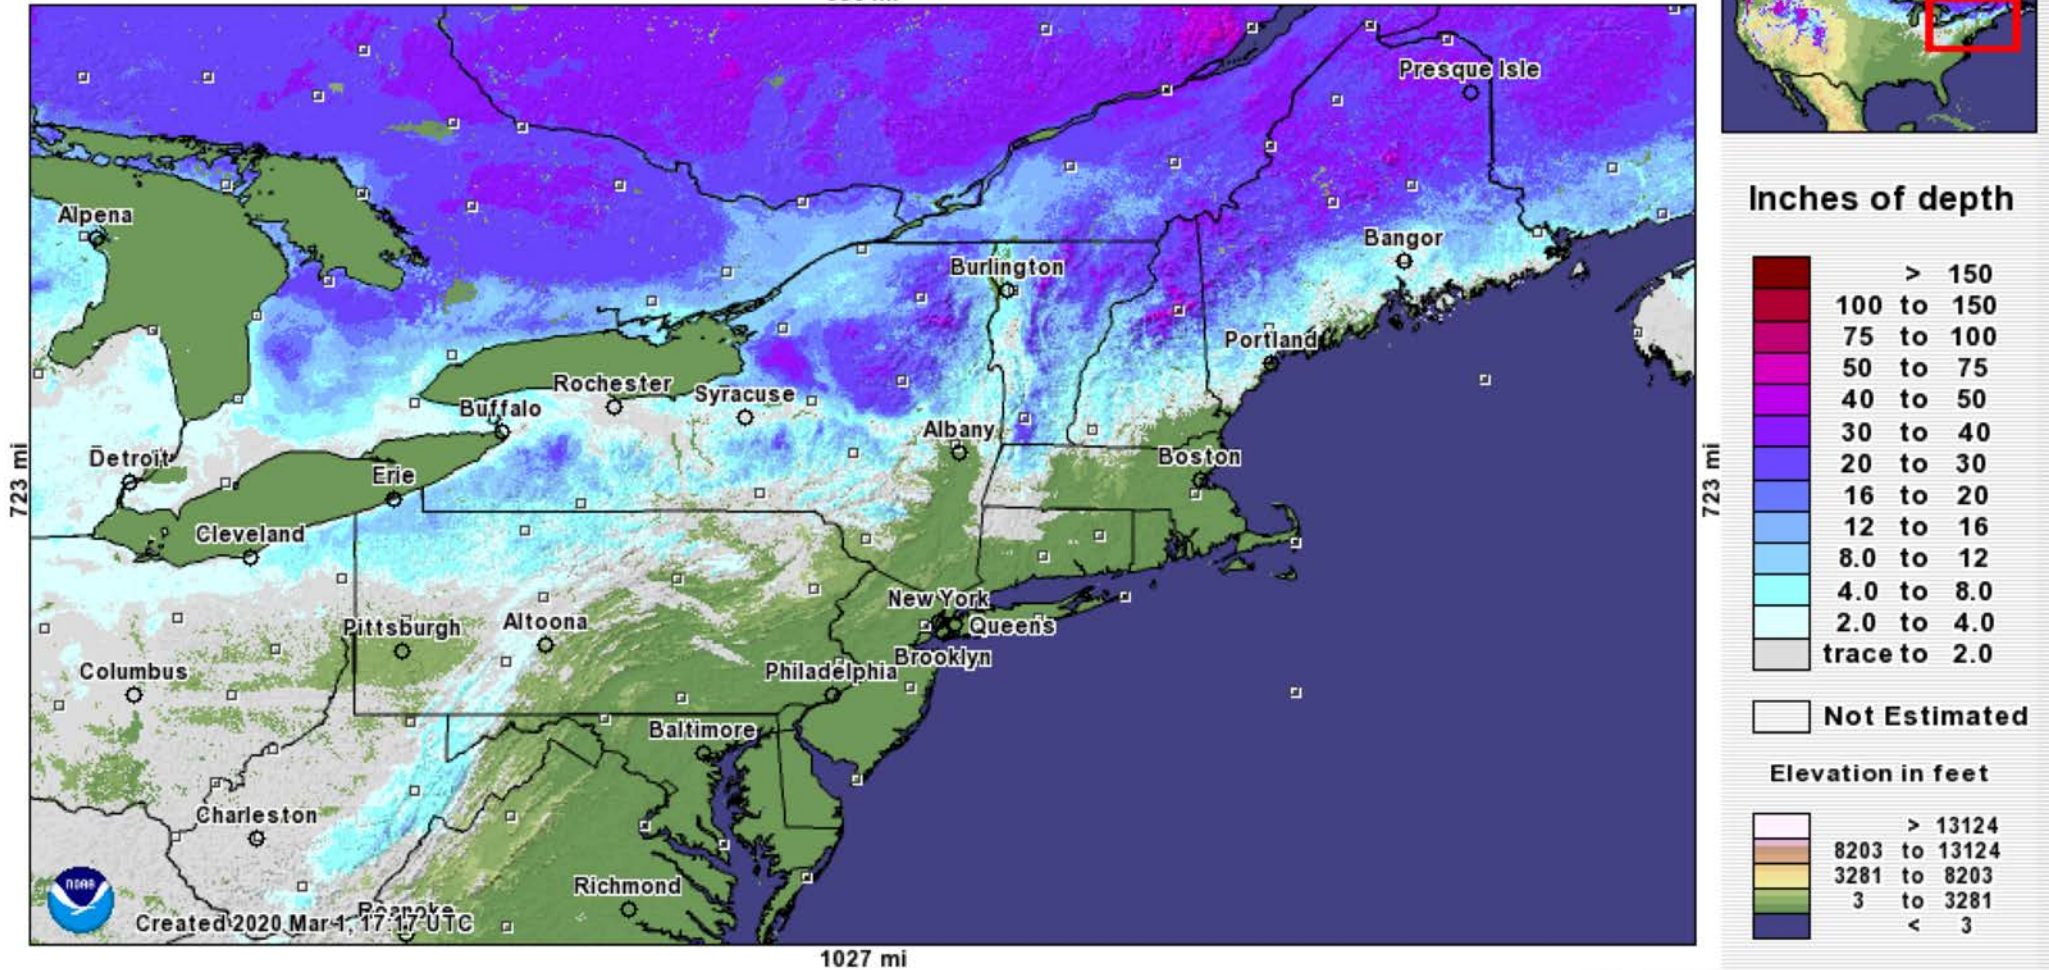 Presque Isle
Alpena
Bangor
Burlington
Portland
Rochester
Syracuse
Buffalo
Albany
Detroit
Boston
Erie
Cleveland
New York
Queens
Pittsburgh
Altoona
Brooklyn
Philadelphia
Columbus
Baltimore
Charleston
Richmond
Roanoke
noaa
Created 2020 Mar 1, 17:17 UTC
723 mi
723 mi
1027 mi
Inches of depth
> 150
100 to 150
75 to 100
50 to 75
40 to 50
30 to 40
20 to 30
16 to 20
12 to 16
8.0 to 12
4.0 to 8.0
2.0 to 4.0
trace to 2.0
Not Estimated
Elevation in feet
> 13124
8203 to 13124
3281 to 8203
3 to 3281
< 3